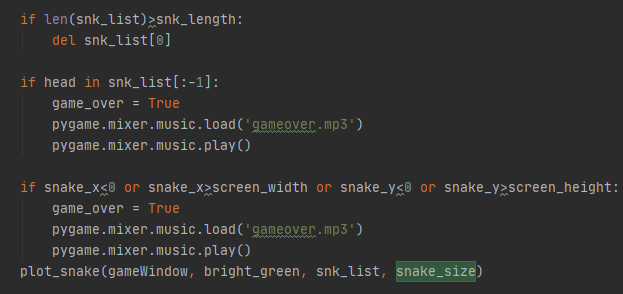 if len(snk_list)>snk_length:
    del snk_list[0]

if head in snk_list[:-1]:
    game_over = True
    pygame.mixer.music.load('gameover.mp3')
    pygame.mixer.music.play()

if snake_x<0 or snake_x>screen_width or snake_y<0 or snake_y>screen_height:
    game_over = True
    pygame.mixer.music.load('gameover.mp3')
    pygame.mixer.music.play()
plot_snake(gameWindow, bright_green, snk_list, snake_size)